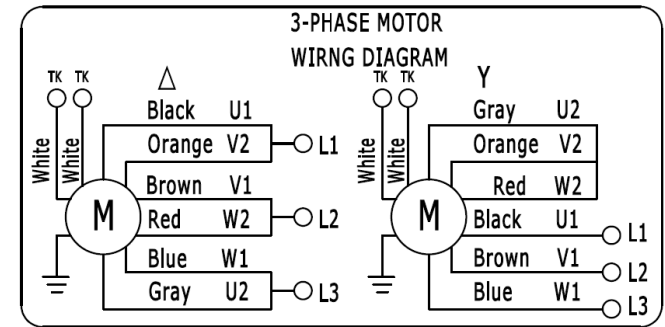 3-PHASE MOTOR
WIRNG DIAGRAM
TK TK
Δ
White
White
Black U1
Orange V2
L1
Brown V1
Red W2
L2
Blue W1
Gray U2
L3
M
TK TK
Y
White
White
Gray U2
Orange V2
Red W2
Black U1
L1
Brown V1
L2
Blue W1
L3
M